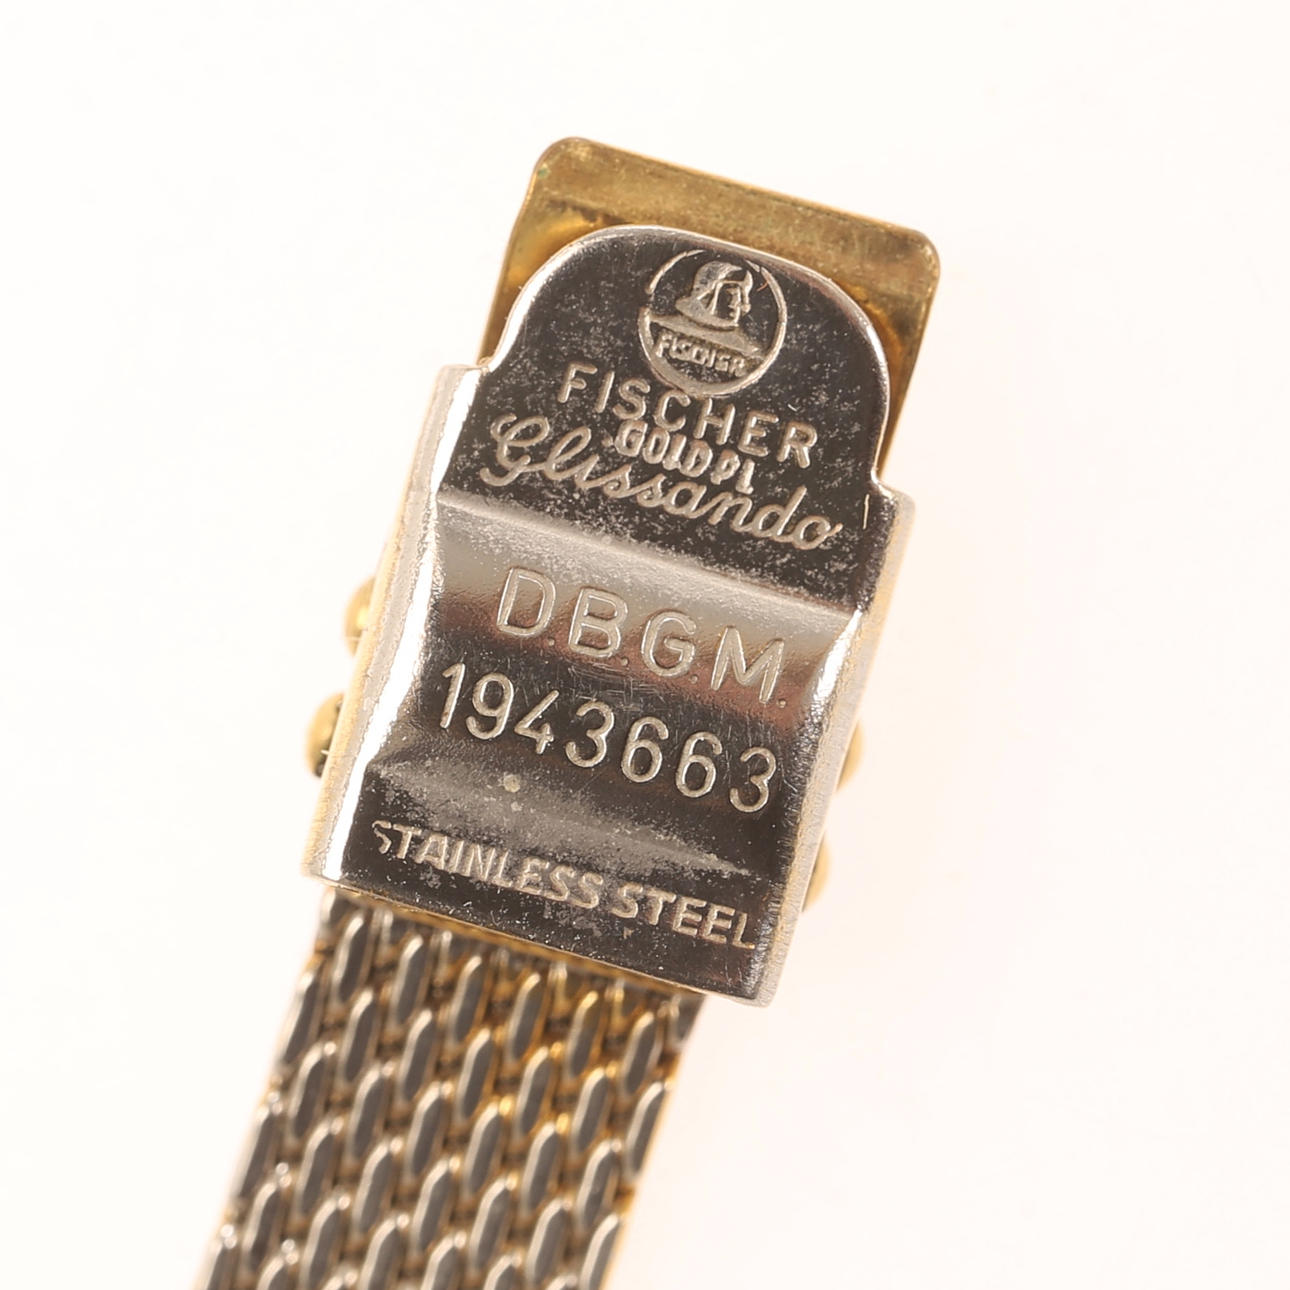 FISCHER
FISCHER
GOLD PL
Glissando
D.B.G.M.
1943663
STAINLESS STEEL